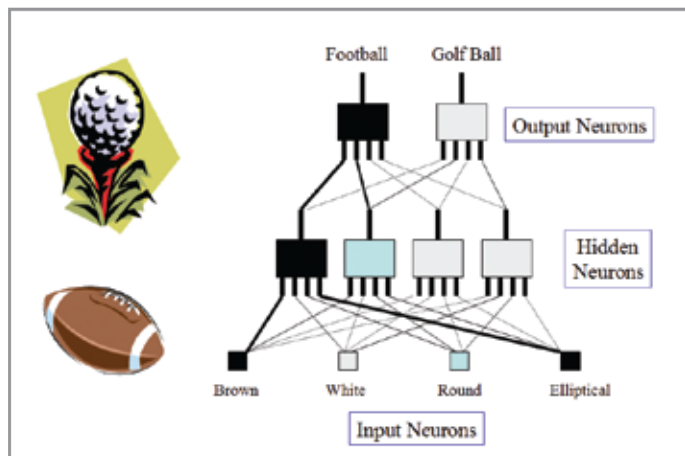 Football
Golf Ball
Output Neurons
Hidden
Neurons
Brown
White
Round
Elliptical
Input Neurons